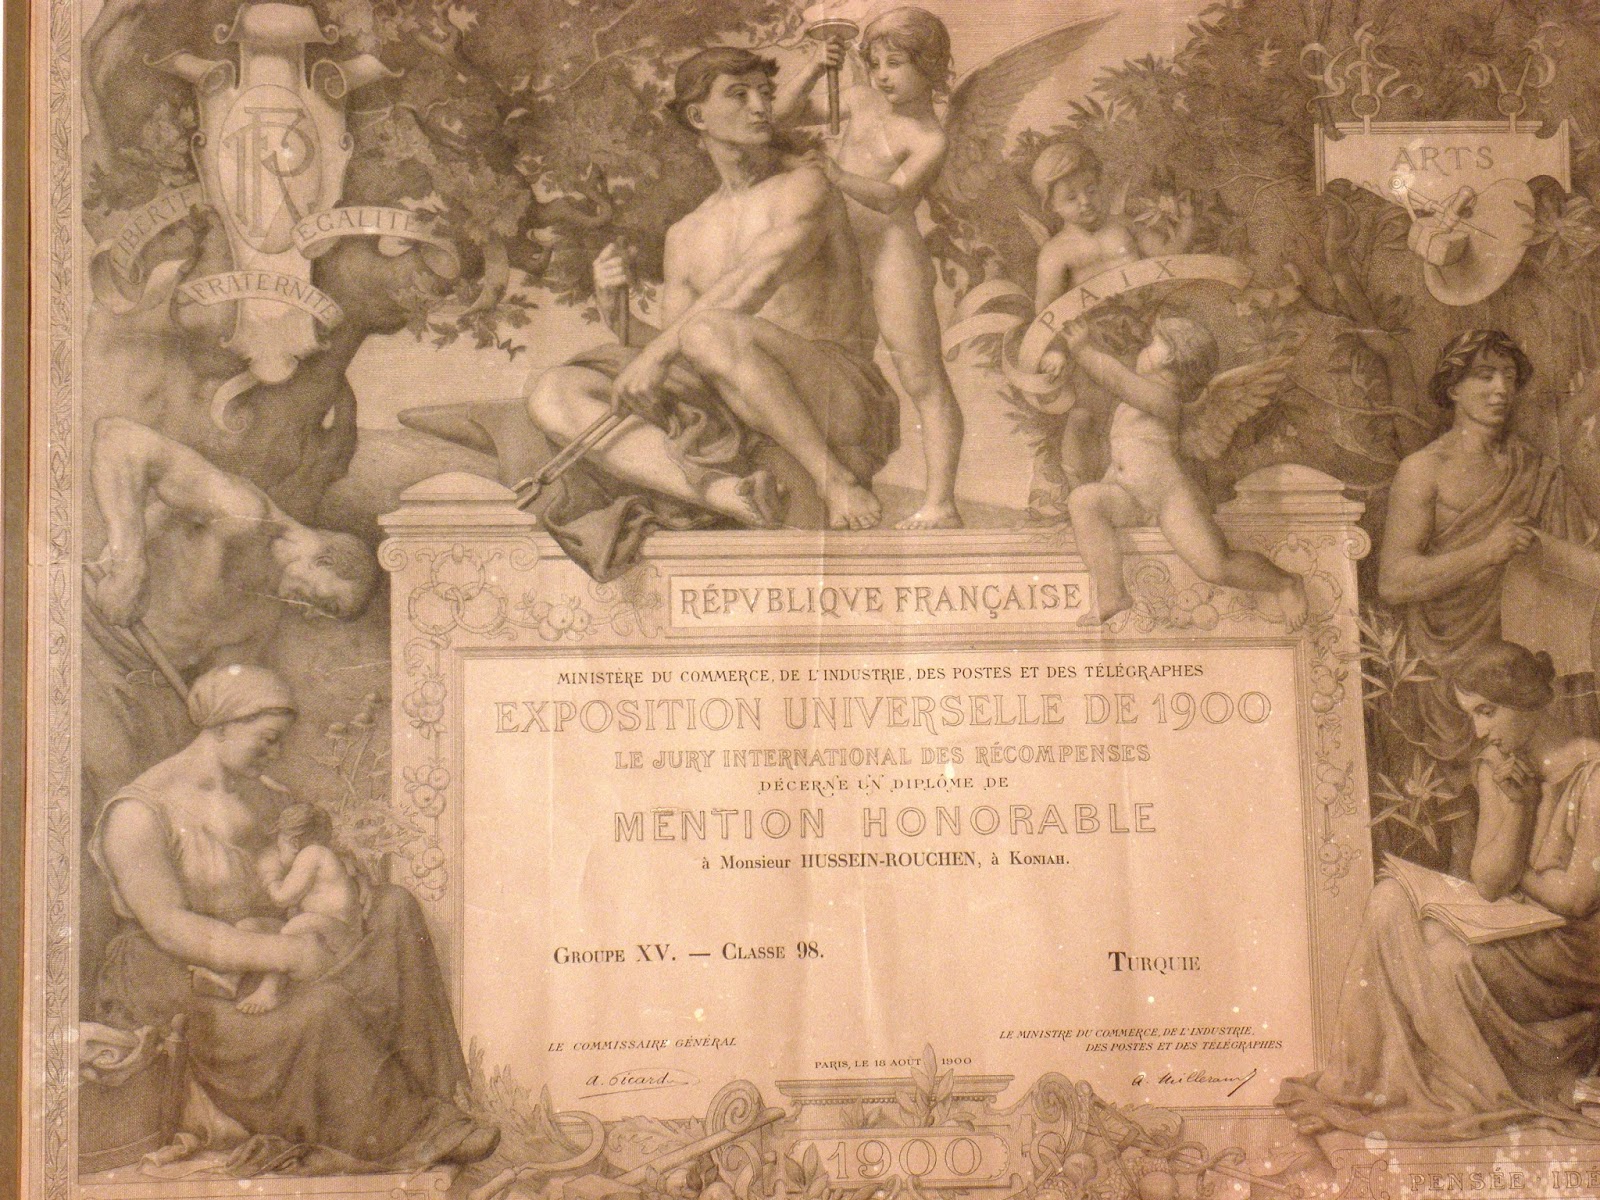 RF
LIBERTÉ
ÉGALITÉ
FRATERNITÉ
PAIX
ARTS
RÉPVBLIQVE FRANÇAISE
MINISTÈRE DU COMMERCE, DE L'INDUSTRIE, DES POSTES ET DES TÉLÉGRAPHES
EXPOSITION UNIVERSELLE DE 1900
LE JURY INTERNATIONAL DES RÉCOMPENSES
DÉCERNE UN DIPLÔME DE
MENTION HONORABLE
à Monsieur HUSSEIN-ROUCHEN, à KONIAH.
GROUPE XV. — CLASSE 98.
TURQUIE
LE COMMISSAIRE GÉNÉRAL
LE MINISTRE DU COMMERCE, DE L'INDUSTRIE,
DES POSTES ET DES TÉLÉGRAPHES
PARIS, LE 18 AOÛT 1900
A. Picard
A. Millerand
1900
PENSÉE